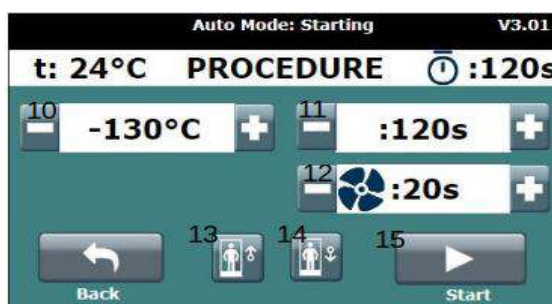 Auto Mode: Starting V3.01
t: 24°C PROCEDURE :120s
10 -130°C 11 :120s
12 :20s
13 14 15
Back Start